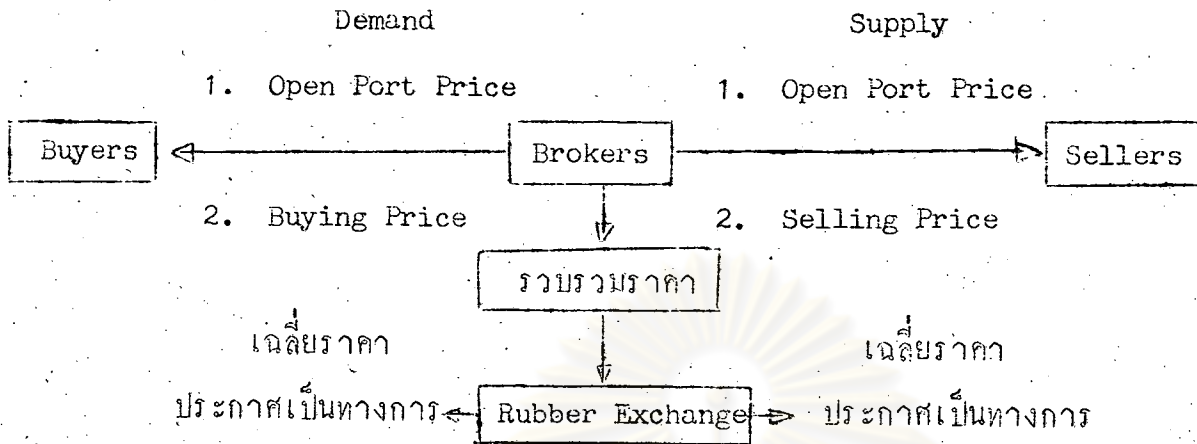 Demand Supply
1. Open Port Price 1. Open Port Price
Buyers Brokers Sellers
2. Buying Price 2. Selling Price
รวบรวมราคา
เฉลี่ยราคา เฉลี่ยราคา
ประกาศเป็นทางการ Rubber Exchange ประกาศเป็นทางการ